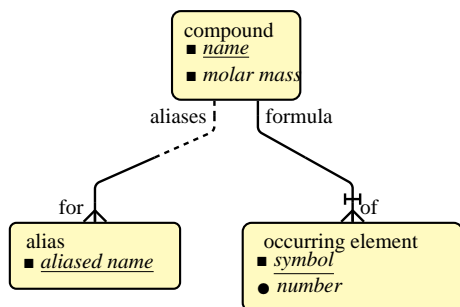 compound
name
molar mass
aliases
formula
for
of
alias
aliased name
occurring element
symbol
number